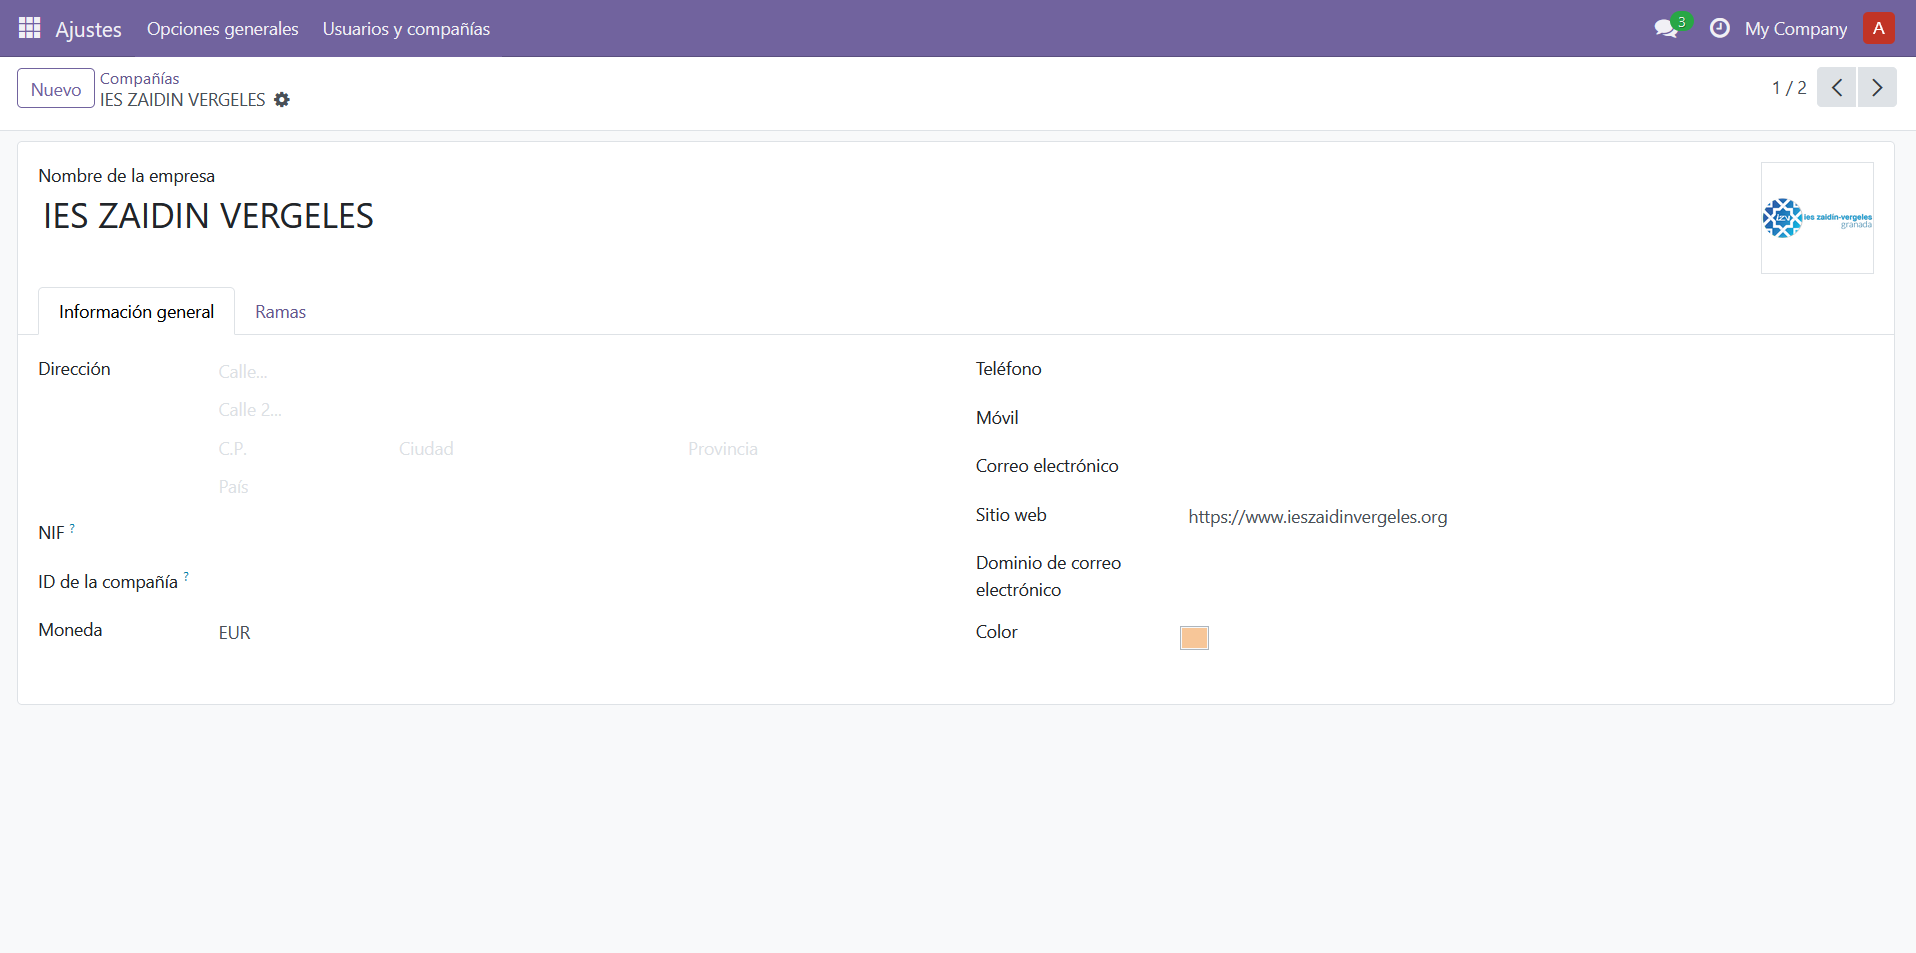 Ajustes Opciones generales Usuarios y compañías 3 My Company A
Nuevo Compañías
IES ZAIDIN VERGELES
1 / 2
Nombre de la empresa
IES ZAIDIN VERGELES
IZV ies zaidín-vergeles
granada
Información general Ramas
Dirección Calle...
Calle 2...
C.P. Ciudad Provincia
País
NIF ?
ID de la compañía ?
Moneda EUR
Teléfono
Móvil
Correo electrónico
Sitio web https://www.ieszaidinvergeles.org
Dominio de correo
electrónico
Color